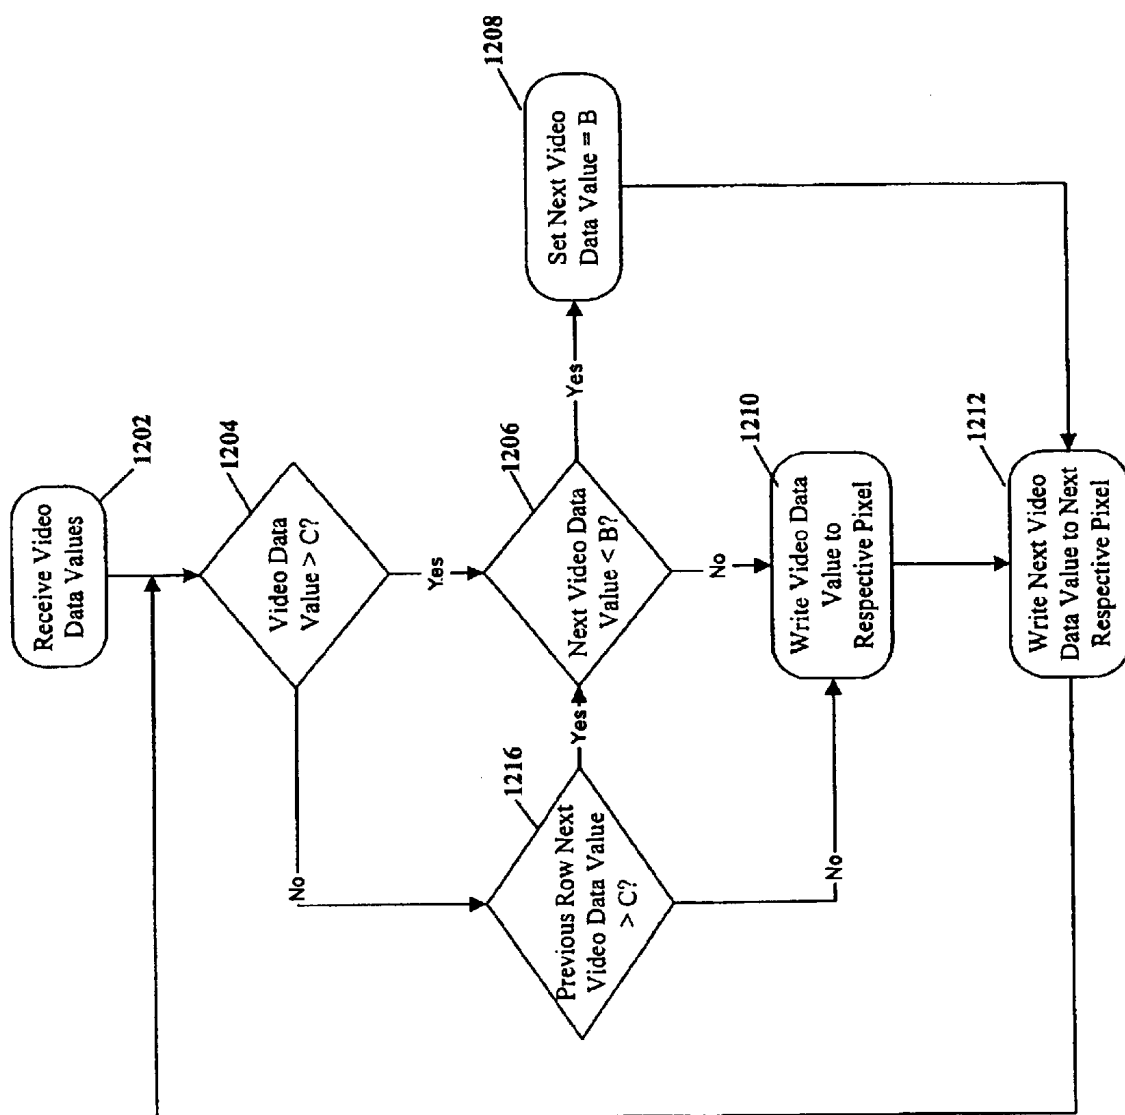 Receive Video
Data Values
1202
1204
Video Data
Value > C?
No
Yes
1216
Previous Row Next
Video Data Value
> C?
Yes
No
1206
Next Video Data
Value < B?
Yes
No
1208
Set Next Video
Data Value = B
1210
Write Video Data
Value to
Respective Pixel
1212
Write Next Video
Data Value to Next
Respective Pixel